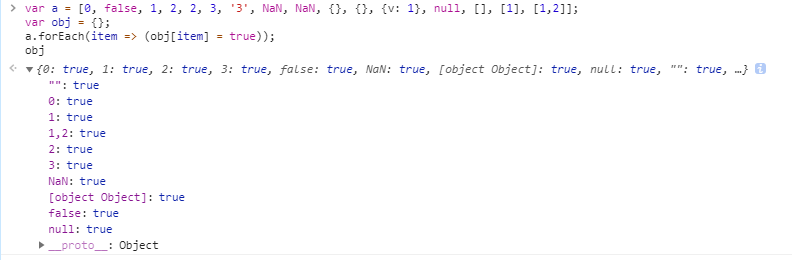 > var a = [0, false, 1, 2, 2, 3, '3', NaN, NaN, {}, {}, {v: 1}, null, [], [1], [1,2]];
var obj = {};
a.forEach(item => (obj[item] = true));
obj
{0: true, 1: true, 2: true, 3: true, false: true, NaN: true, [object Object]: true, null: true, "": true, …}
"": true
0: true
1: true
1,2: true
2: true
3: true
NaN: true
[object Object]: true
false: true
null: true
__proto__: Object